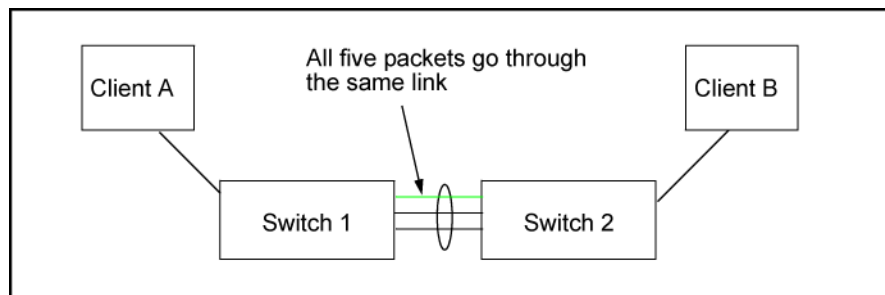 All five packets go through
the same link
Client A
Client B
Switch 1
Switch 2